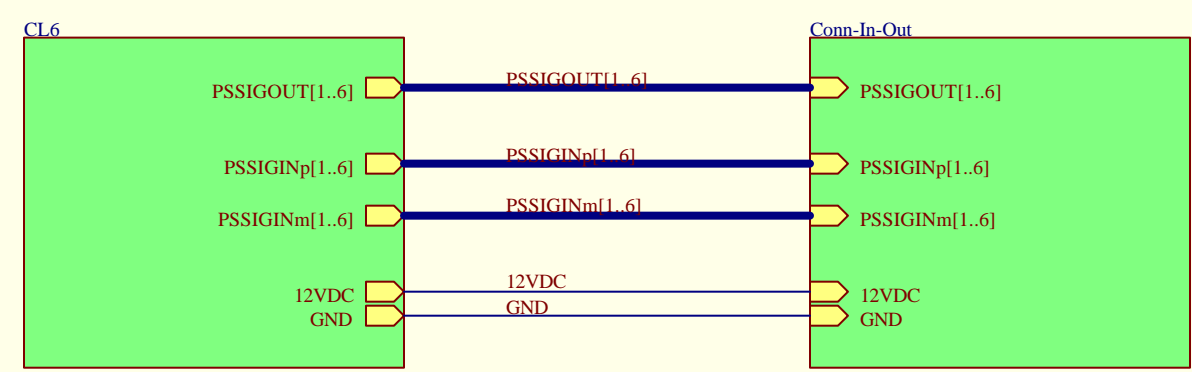 CL6
Conn-In-Out
PSSIGOUT[1..6]
PSSIGOUT[1..6]
PSSIGOUT[1..6]
PSSIGINp[1..6]
PSSIGINp[1..6]
PSSIGINp[1..6]
PSSIGINm[1..6]
PSSIGINm[1..6]
PSSIGINm[1..6]
12VDC
12VDC
12VDC
GND
GND
GND